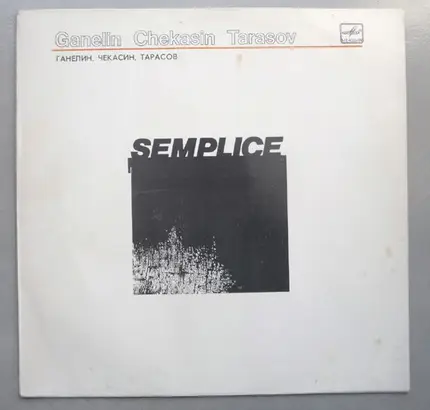 Ganelin Chekasin Tarasov
ГАНЕЛИН, ЧЕКАСИН, ТАРАСОВ
SEMPLICE